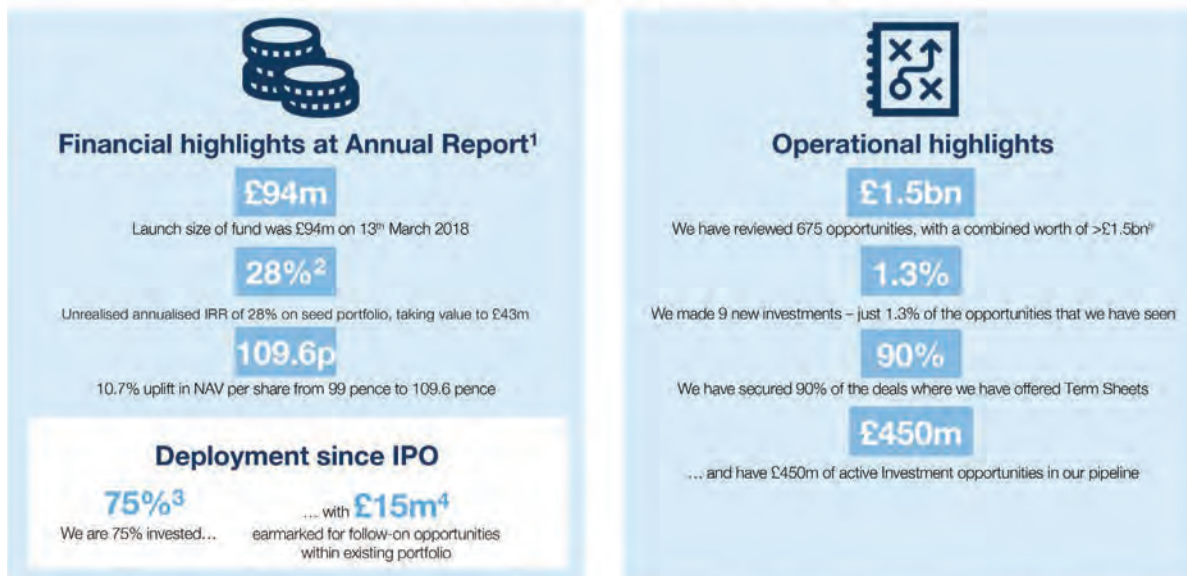 Financial highlights at Annual Report¹
£94m
Launch size of fund was £94m on 13th March 2018
28%²
Unrealised annualised IRR of 28% on seed portfolio, taking value to £43m
109.6p
10.7% uplift in NAV per share from 99 pence to 109.6 pence
Deployment since IPO
75%³
We are 75% invested…
… with £15m⁴
earmarked for follow-on opportunities
within existing portfolio
Operational highlights
£1.5bn
We have reviewed 675 opportunities, with a combined worth of >£1.5bn
1.3%
We made 9 new investments – just 1.3% of the opportunities that we have seen
90%
We have secured 90% of the deals where we have offered Term Sheets
£450m
… and have £450m of active Investment opportunities in our pipeline